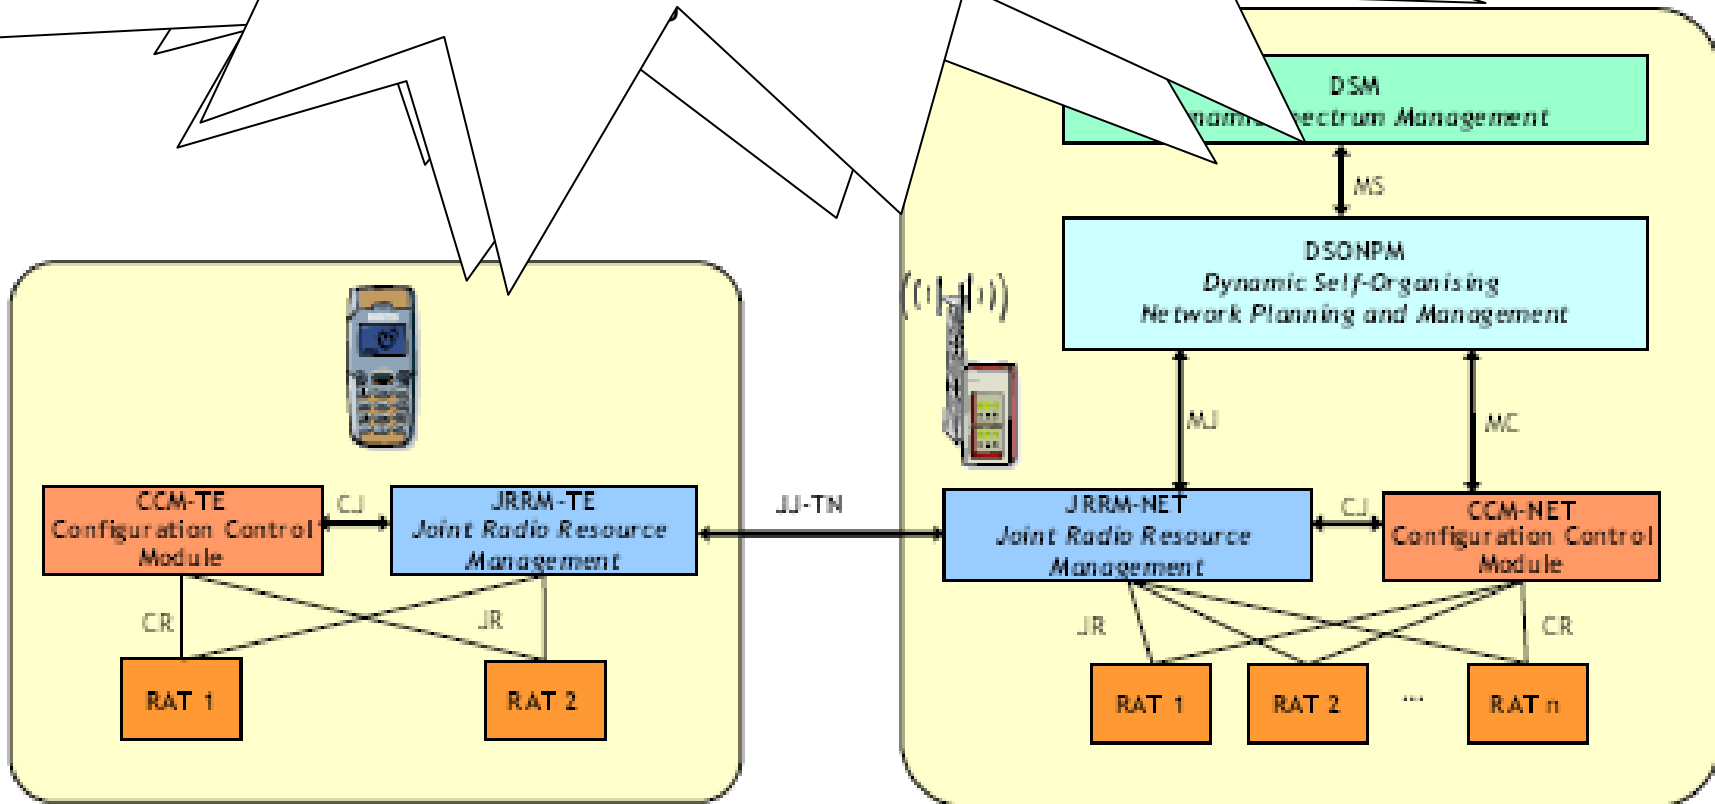 DSM
Spectrum Management
MS
DSONPM
Dynamic Self-Organising
Network Planning and Management
MJ
MC
CCM-TE
Configuration Control
Module
CJ
JRRM-TE
Joint Radio Resource
Management
JJ-TN
JRRM-NET
Joint Radio Resource
Management
CJ
CCM-NET
Configuration Control
Module
CR
JR
JR
CR
RAT 1
RAT 2
RAT 1
RAT 2
...
RAT n